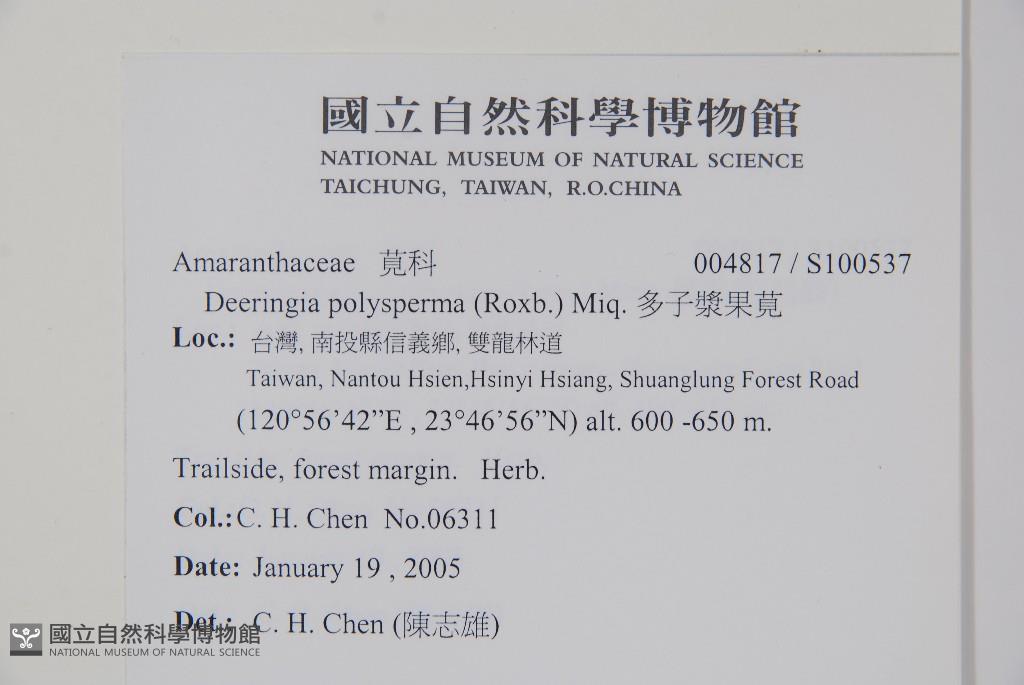 國立自然科學博物館
NATIONAL MUSEUM OF NATURAL SCIENCE
TAICHUNG, TAIWAN, R.O.CHINA
Amaranthaceae 莧科 004817 / S100537
Deeringia polysperma (Roxb.) Miq. 多子漿果莧
Loc.: 台灣, 南投縣信義鄉, 雙龍林道
Taiwan, Nantou Hsien,Hsinyi Hsiang, Shuanglung Forest Road
(120°56’42”E , 23°46’56”N) alt. 600 -650 m.
Trailside, forest margin. Herb.
Col.:C. H. Chen No.06311
Date: January 19 , 2005
Det.: C. H. Chen (陳志雄)
國立自然科學博物館
NATIONAL MUSEUM OF NATURAL SCIENCE